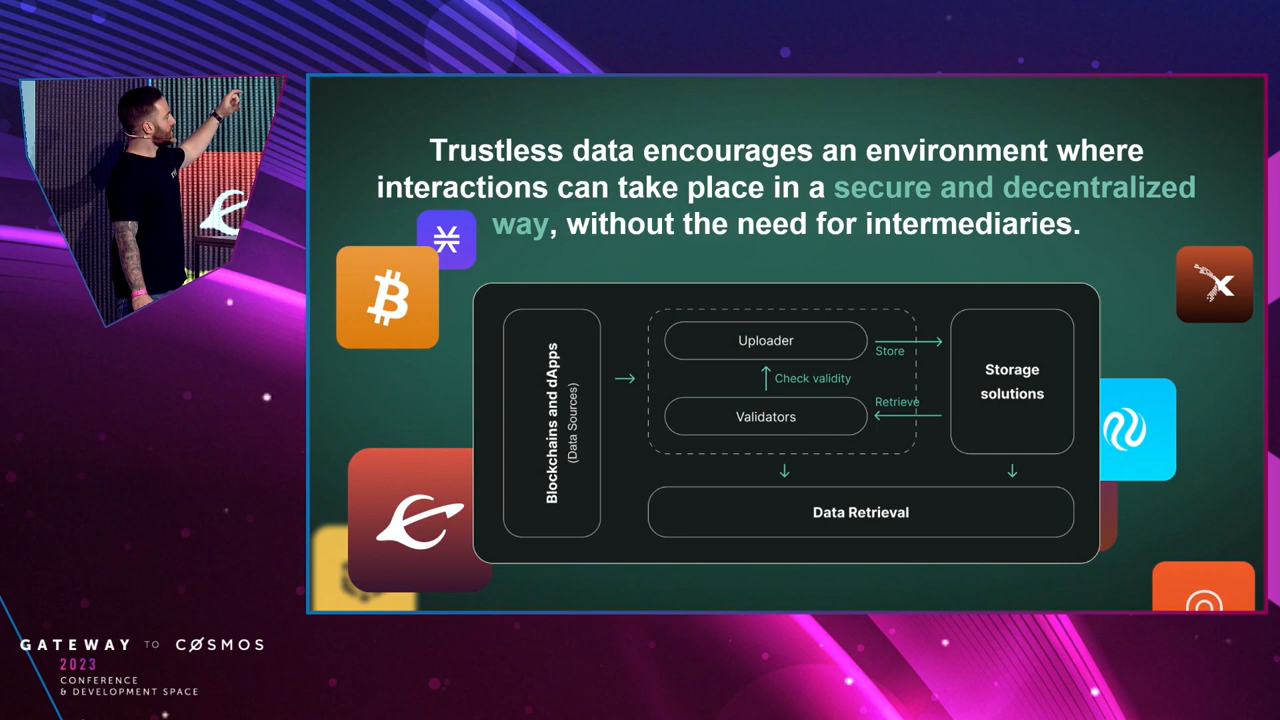 Trustless data encourages an environment where
interactions can take place in a secure and decentralized
way, without the need for intermediaries.
Blockchains and dApps
(Data Sources)
Uploader
Check validity
Validators
Store
Retrieve
Storage
solutions
Data Retrieval
GATEWAY TO COSMOS
2023
CONFERENCE
& DEVELOPMENT SPACE